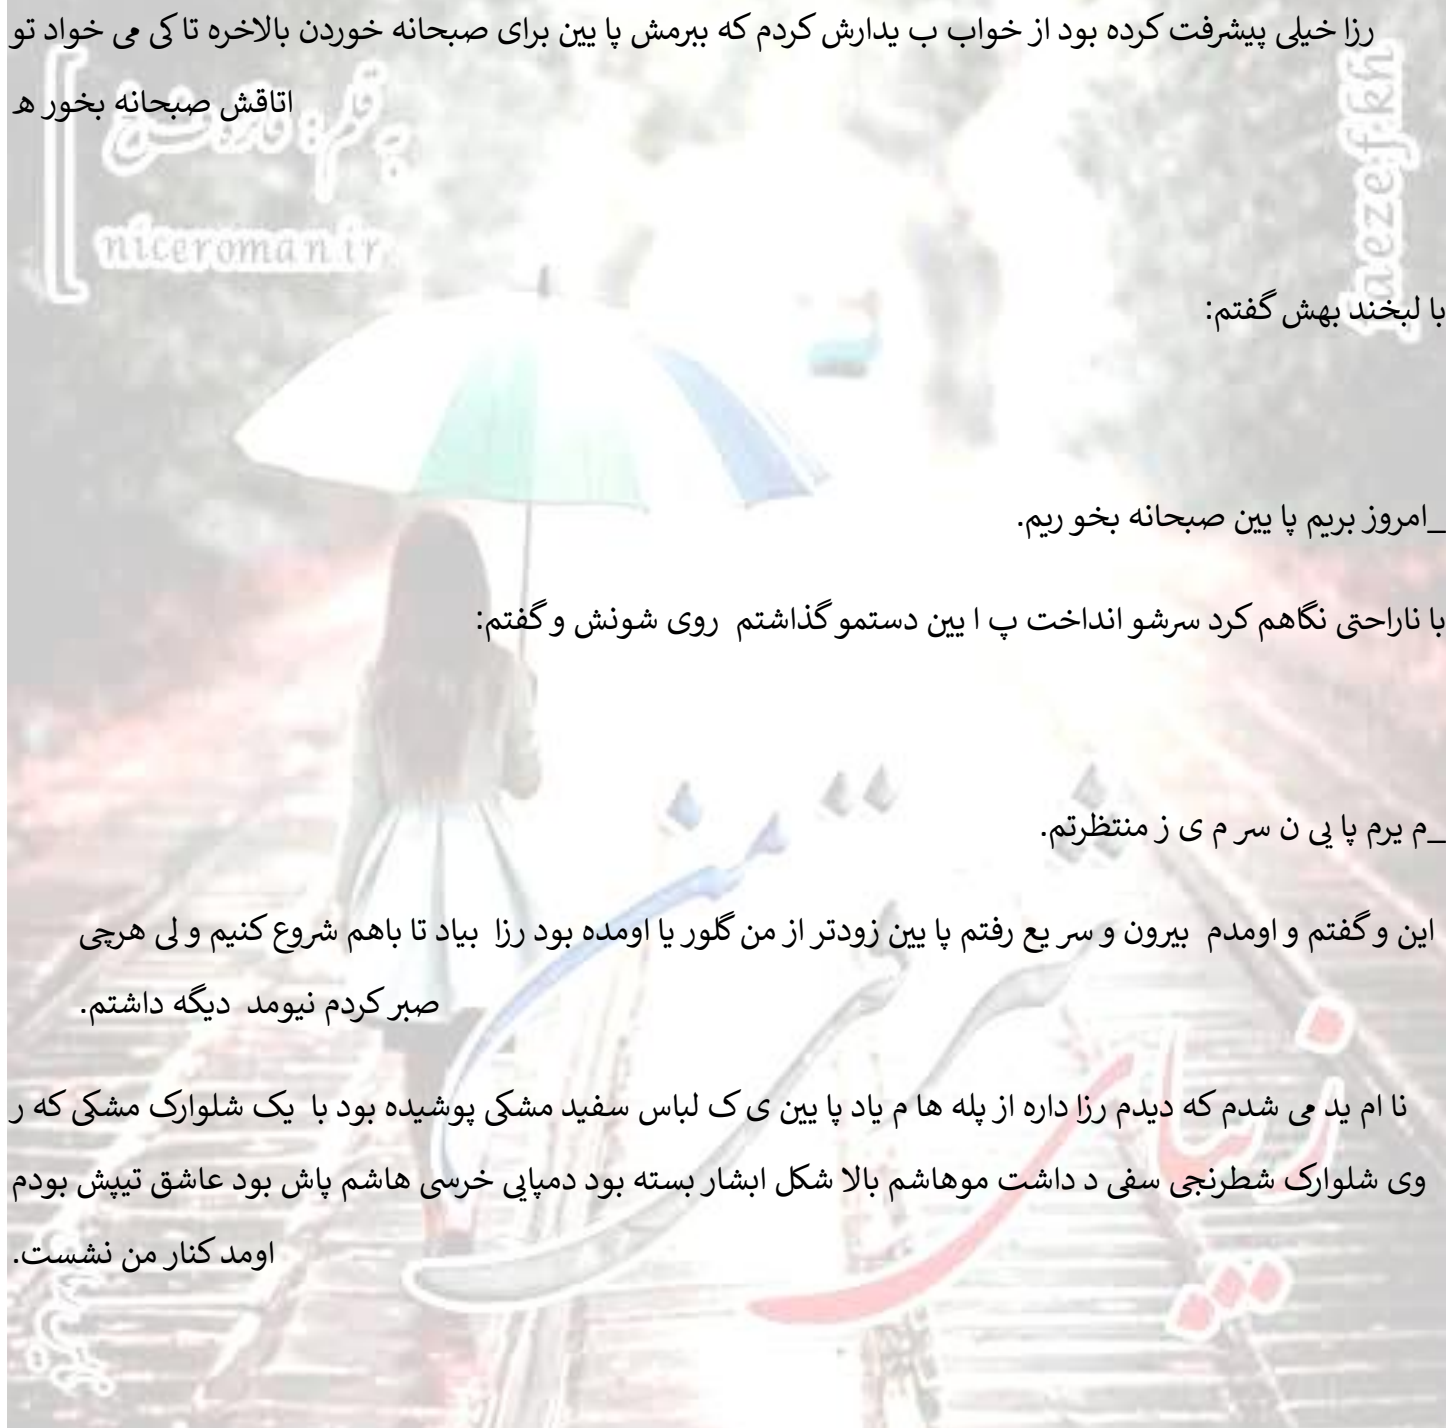 رزا خیلی پیشرفت کرده بود از خواب ب یدارش کردم که ببرمش پا یین برای صبحانه خوردن بالاخره تا کی می خواد تو
اتاقش صبحانه بخور ه
niceroman.ir
faezef.kh
با لبخند بهش گفتم:
_امروز بریم پا یین صبحانه بخو ریم.
با ناراحتی نگاهم کرد سرشو انداخت پ ا یین دستمو گذاشتم روی شونش و گفتم:
_م یرم پا یی ن سر م ی ز منتظرتم.
این و گفتم و اومدم بیرون و سر یع رفتم پا یین زودتر از من گلور یا اومده بود رزا بیاد تا باهم شروع کنیم و لی هرچی
صبر کردم نیومد دیگه داشتم.
نا ام ید می شدم که دیدم رزا داره از پله ها م یاد پا یین ی ک لباس سفید مشکی پوشیده بود با یک شلوارک مشکی که ر
وی شلوارک شطرنجی سفی د داشت موهاشم بالا شکل ابشار بسته بود دمپایی خرسی هاشم پاش بود عاشق تیپش بودم
اومد کنار من نشست.
زیبای
شرقی
من